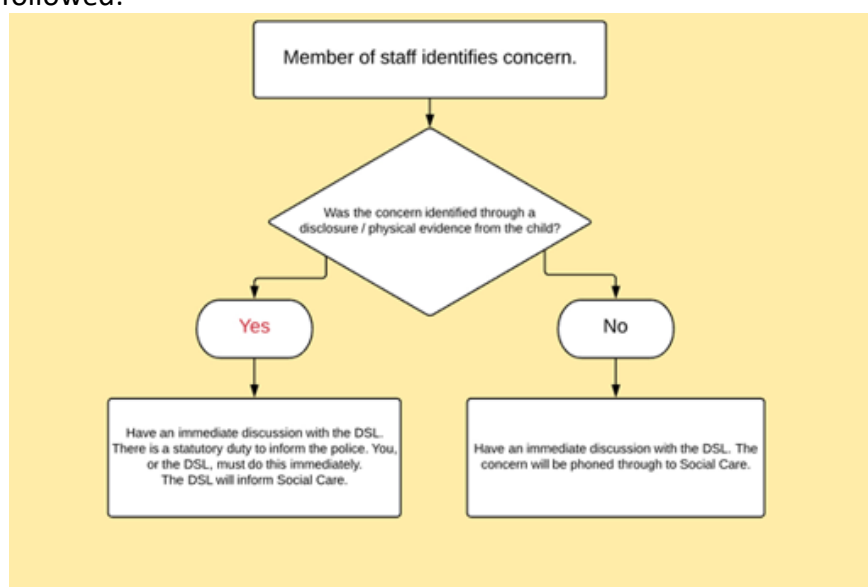 followed:
Member of staff identifies concern.
Was the concern identified through a
disclosure / physical evidence from the child?
Yes
No
Have an immediate discussion with the DSL.
There is a statutory duty to inform the police. You,
or the DSL, must do this immediately.
The DSL will inform Social Care.
Have an immediate discussion with the DSL. The
concern will be phoned through to Social Care.